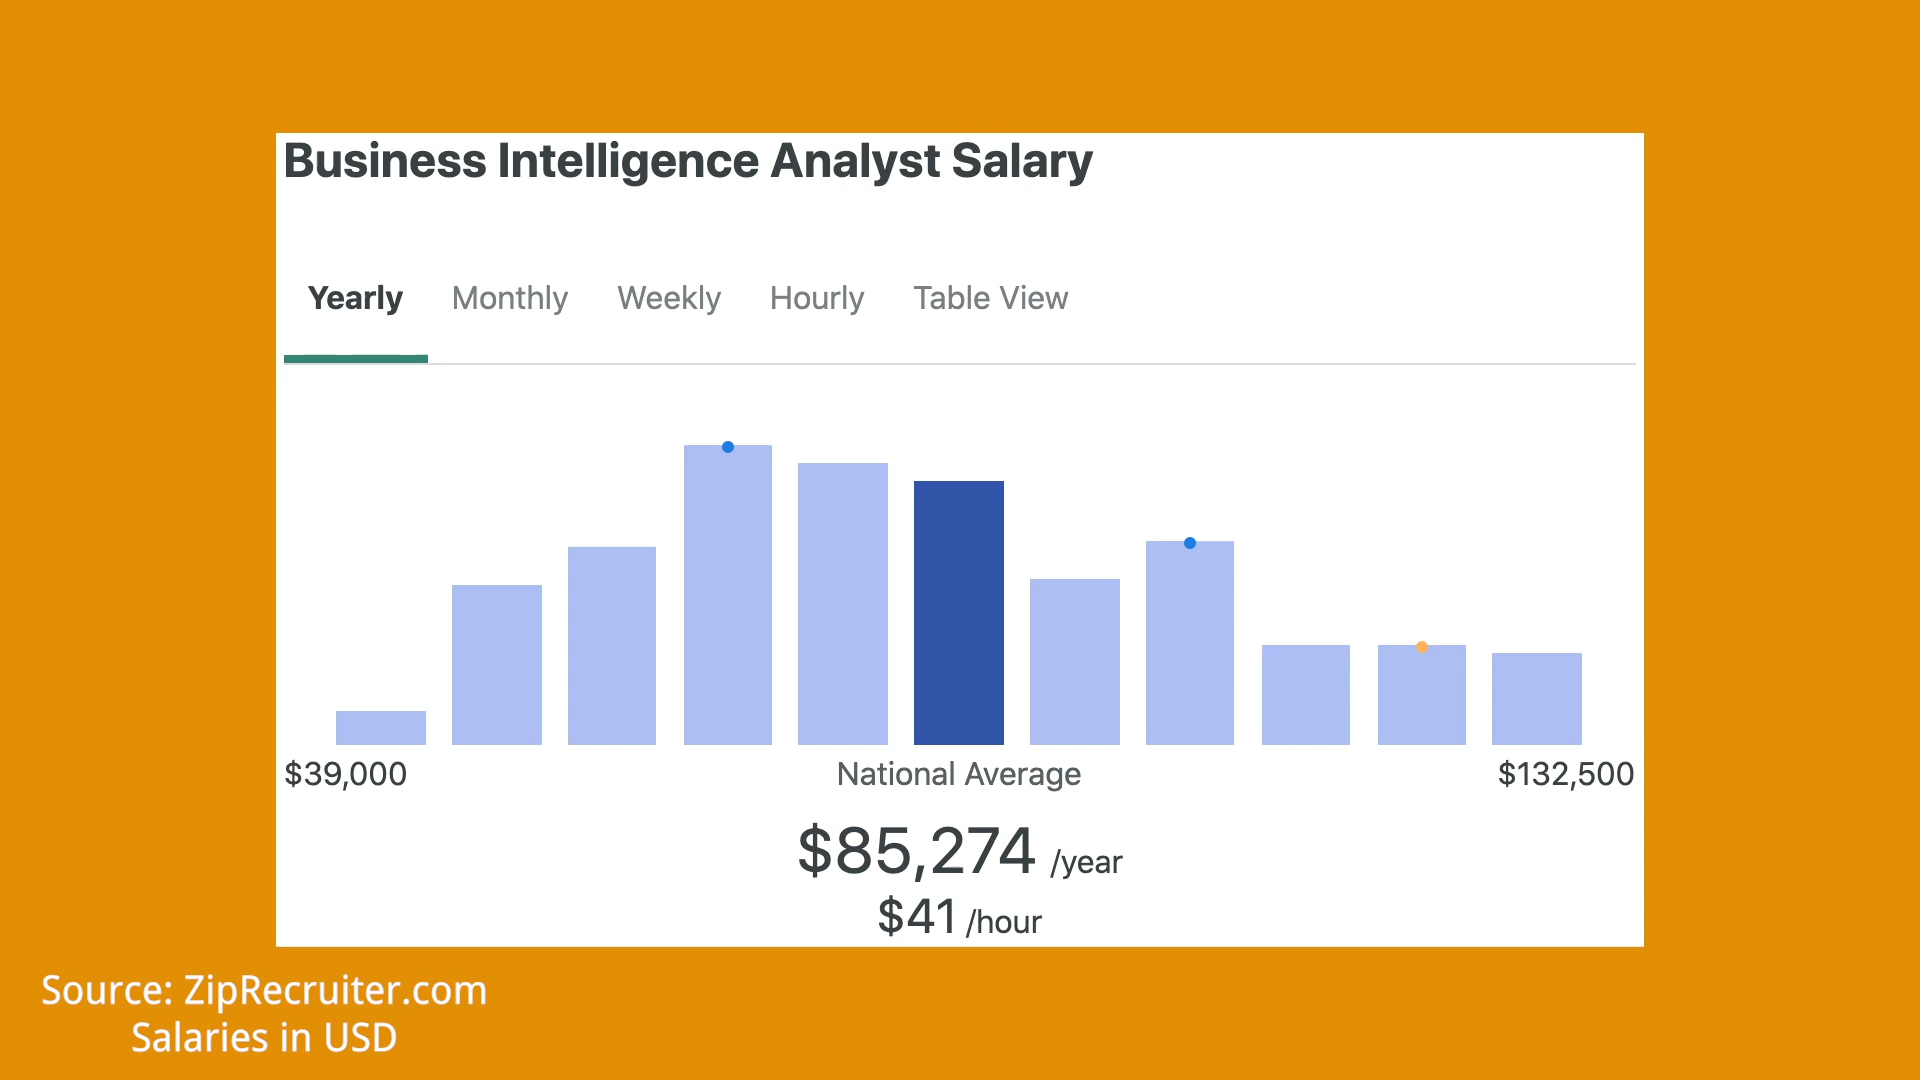 Business Intelligence Analyst Salary
Yearly Monthly Weekly Hourly Table View
$39,000 National Average $132,500
$85,274 /year
$41 /hour
Source: ZipRecruiter.com
Salaries in USD